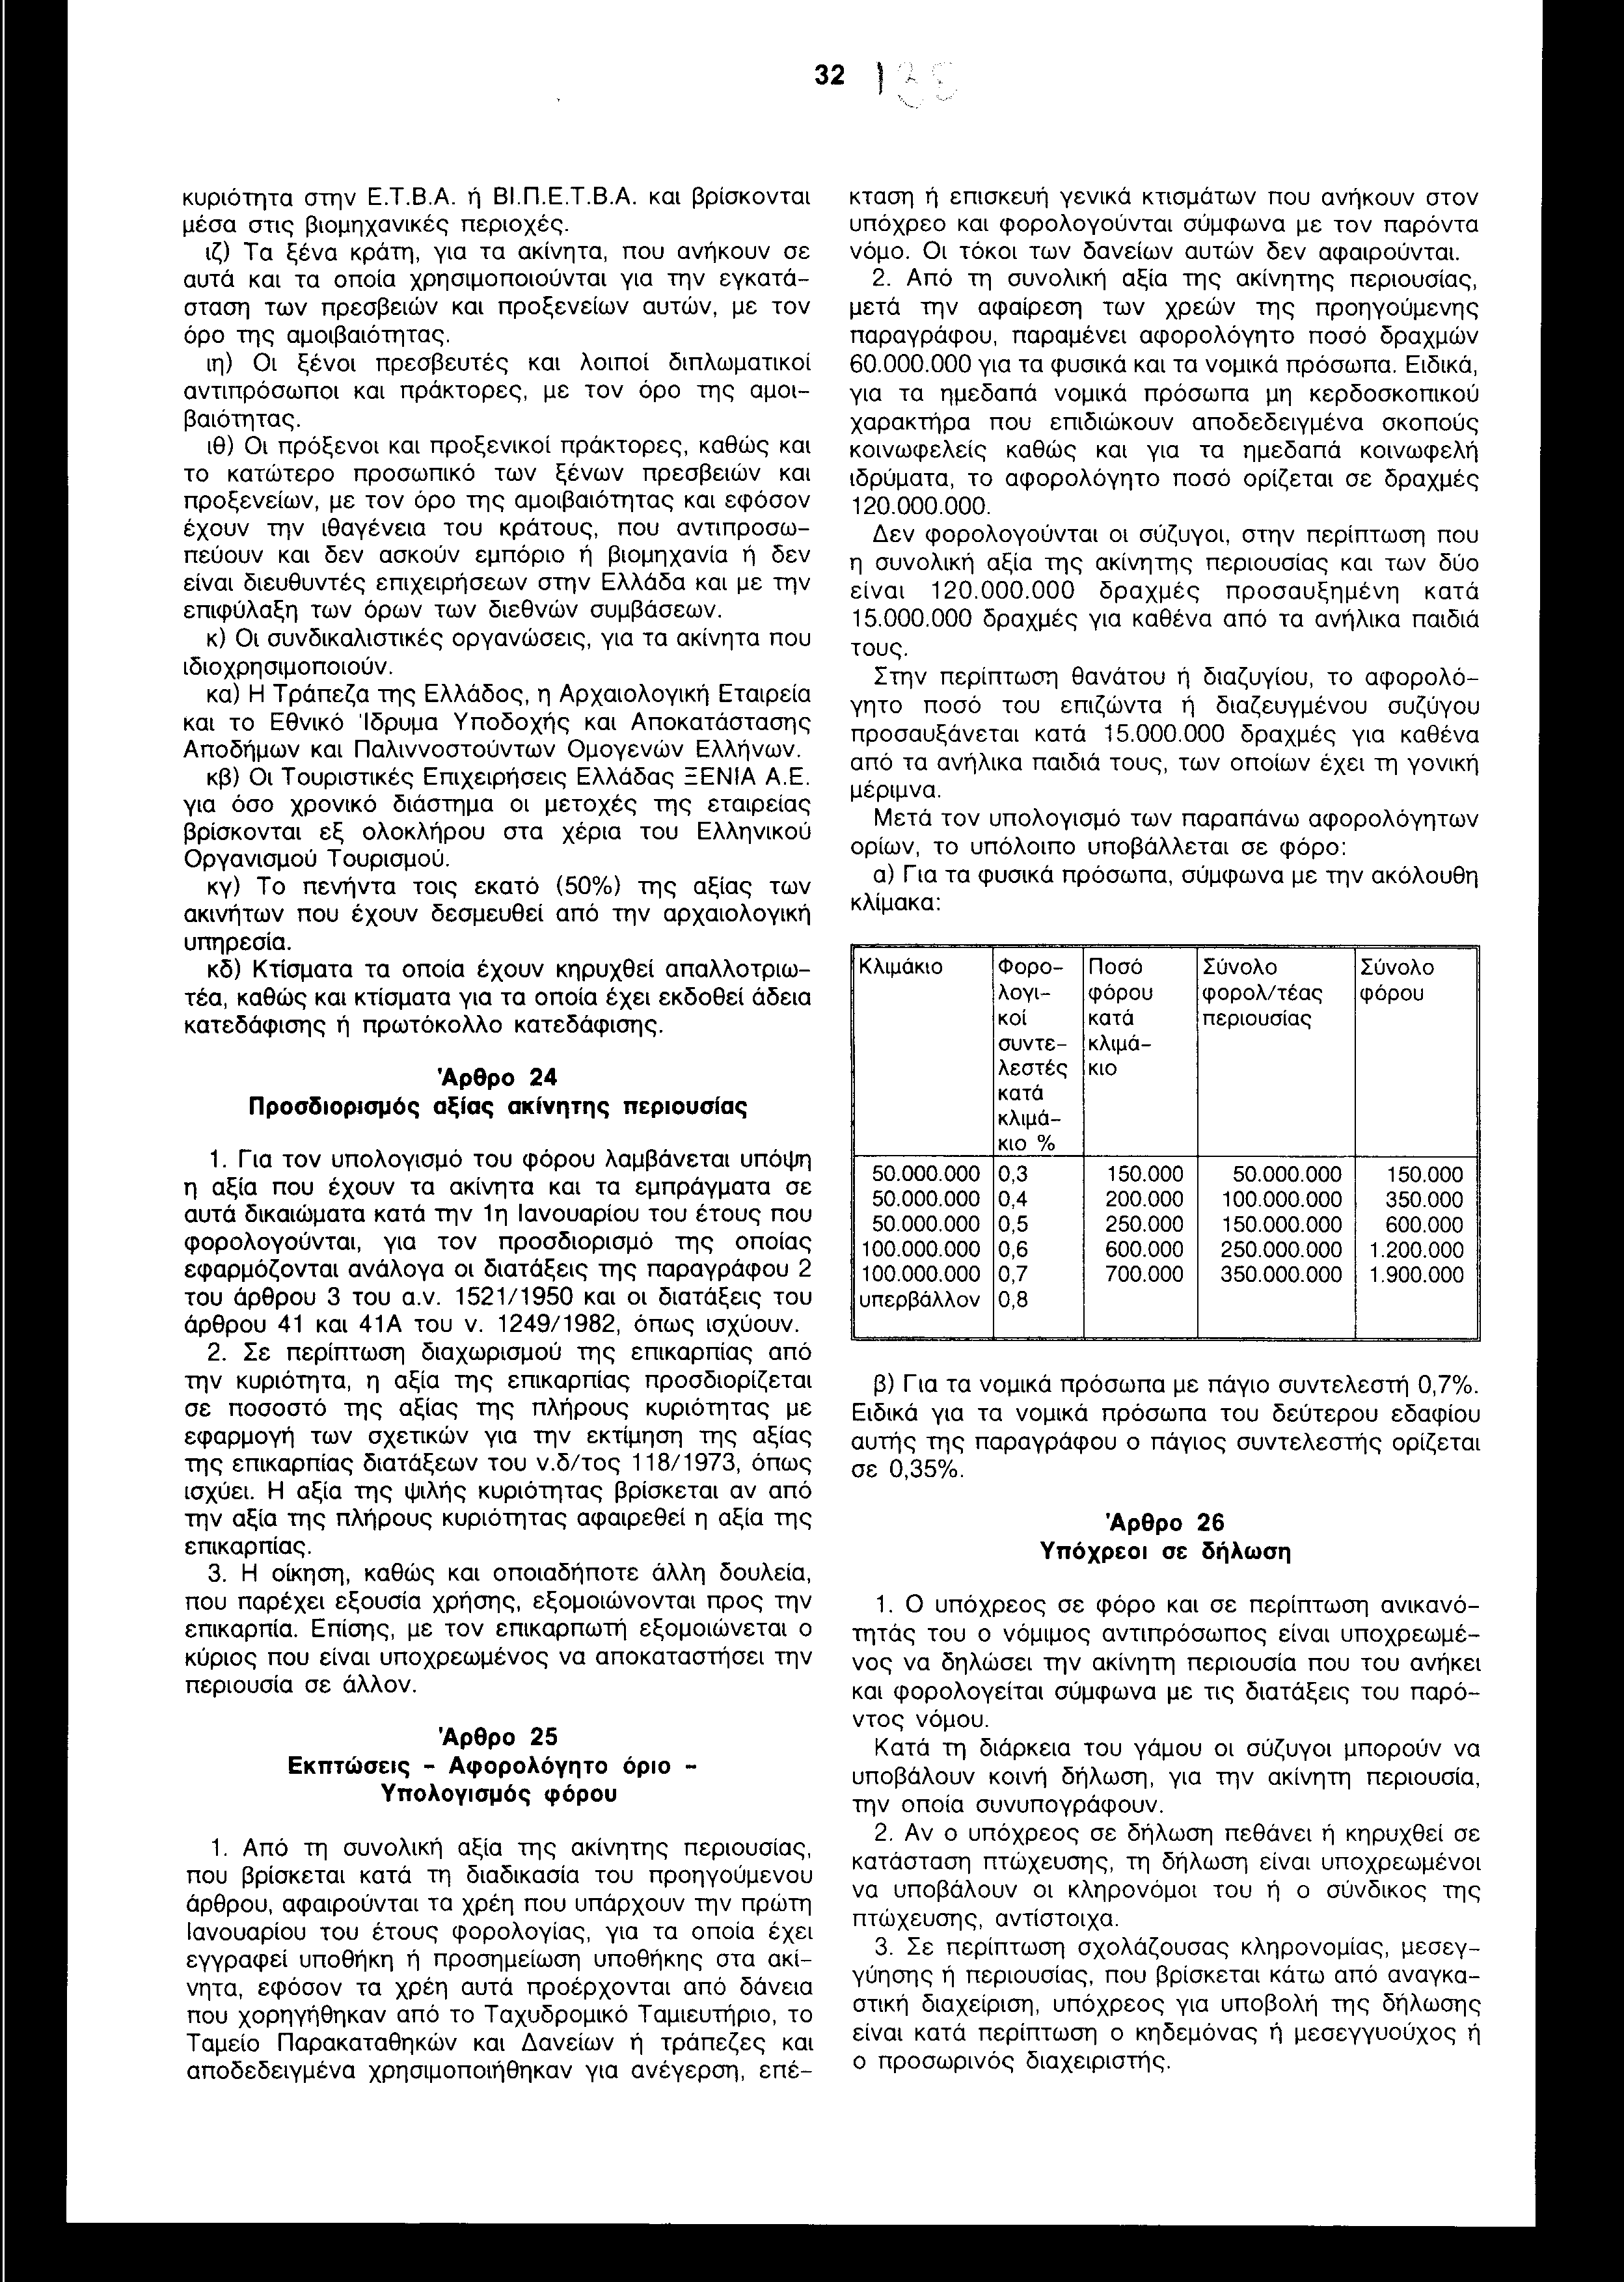 32
κυριότητα στην Ε.Τ.Β.Α. ή ΒΙ.Π.Ε.Τ.Β.Α. και βρίσκονται
μέσα στις βιομηχανικές περιοχές.
ιζ) Τα ξένα κράτη, για τα ακίνητα, που ανήκουν σε
αυτά και τα οποία χρησιμοποιούνται για την εγκατά-
σταση των πρεσβειών και προξενείων αυτών, με τον
όρο της αμοιβαιότητας.
ιη) Οι ξένοι πρεσβευτές και λοιποί διπλωματικοί
αντιπρόσωποι και πράκτορες, με τον όρο της αμοι-
βαιότητας.
ιθ) Οι πρόξενοι και προξενικοί πράκτορες, καθώς και
το κατώτερο προσωπικό των ξένων πρεσβειών και
προξενείων, με τον όρο της αμοιβαιότητας και εφόσον
έχουν την ιθαγένεια του κράτους, που αντιπροσω-
πεύουν και δεν ασκούν εμπόριο ή βιομηχανία ή δεν
είναι διευθυντές επιχειρήσεων στην Ελλάδα και με την
επιφύλαξη των όρων των διεθνών συμβάσεων.
κ) Οι συνδικαλιστικές οργανώσεις, για τα ακίνητα που
ιδιοχρησιμοποιούν.
κα) Η Τράπεζα της Ελλάδος, η Αρχαιολογική Εταιρεία
και το Εθνικό Ίδρυμα Υποδοχής και Αποκατάστασης
Αποδήμων και Παλιννοστούντων Ομογενών Ελλήνων.
κβ) Οι Τουριστικές Επιχειρήσεις Ελλάδας ΞΕΝΙΑ Α.Ε.
για όσο χρονικό διάστημα οι μετοχές της εταιρείας
βρίσκονται εξ ολοκλήρου στα χέρια του Ελληνικού
Οργανισμού Τουρισμού.
κγ) Το πενήντα τοις εκατό (50%) της αξίας των
ακινήτων που έχουν δεσμευθεί από την αρχαιολογική
υπηρεσία.
κδ) Κτίσματα τα οποία έχουν κηρυχθεί απαλλοτριω-
τέα, καθώς και κτίσματα για τα οποία έχει εκδοθεί άδεια
κατεδάφισης ή πρωτόκολλο κατεδάφισης.
Άρθρο 24
Προσδιορισμός αξίας ακίνητης περιουσίας
1. Για τον υπολογισμό του φόρου λαμβάνεται υπόψη
η αξία που έχουν τα ακίνητα και τα εμπράγματα σε
αυτά δικαιώματα κατά την 1η Ιανουαρίου του έτους που
φορολογούνται, για τον προσδιορισμό της οποίας
εφαρμόζονται ανάλογα οι διατάξεις της παραγράφου 2
του άρθρου 3 του α.ν. 1521/1950 και οι διατάξεις του
άρθρου 41 και 41Α του ν. 1249/1982, όπως ισχύουν.
2. Σε περίπτωση διαχωρισμού της επικαρπίας από
την κυριότητα, η αξία της επικαρπίας προσδιορίζεται
σε ποσοστό της αξίας της πλήρους κυριότητας με
εφαρμογή των σχετικών για την εκτίμηση της αξίας
της επικαρπίας διατάξεων του ν.δ/τος 118/1973, όπως
ισχύει. Η αξία της ψιλής κυριότητας βρίσκεται αν από
την αξία της πλήρους κυριότητας αφαιρεθεί η αξία της
επικαρπίας.
3. Η οίκηση, καθώς και οποιαδήποτε άλλη δουλεία,
που παρέχει εξουσία χρήσης, εξομοιώνονται προς την
επικαρπία. Επίσης, με τον επικαρπωτή εξομοιώνεται ο
κύριος που είναι υποχρεωμένος να αποκαταστήσει την
περιουσία σε άλλον.
Άρθρο 25
Εκπτώσεις - Αφορολόγητο όριο -
Υπολογισμός φόρου
1. Από τη συνολική αξία της ακίνητης περιουσίας,
που βρίσκεται κατά τη διαδικασία του προηγούμενου
άρθρου, αφαιρούνται τα χρέη που υπάρχουν την πρώτη
Ιανουαρίου του έτους φορολογίας, για τα οποία έχει
εγγραφεί υποθήκη ή προσημείωση υποθήκης στα ακί-
νητα, εφόσον τα χρέη αυτά προέρχονται από δάνεια
που χορηγήθηκαν από το Ταχυδρομικό Ταμιευτήριο, το
Ταμείο Παρακαταθηκών και Δανείων ή τράπεζες και
αποδεδειγμένα χρησιμοποιήθηκαν για ανέγερση, επέ-
κταση ή επισκευή γενικά κτισμάτων που ανήκουν στον
υπόχρεο και φορολογούνται σύμφωνα με τον παρόντα
νόμο. Οι τόκοι των δανείων αυτών δεν αφαιρούνται.
2. Από τη συνολική αξία της ακίνητης περιουσίας,
μετά την αφαίρεση των χρεών της προηγούμενης
παραγράφου, παραμένει αφορολόγητο ποσό δραχμών
60.000.000 για τα φυσικά και τα νομικά πρόσωπα. Ειδικά,
για τα ημεδαπά νομικά πρόσωπα μη κερδοσκοπικού
χαρακτήρα που επιδιώκουν αποδεδειγμένα σκοπούς
κοινωφελείς καθώς και για τα ημεδαπά κοινωφελή
ιδρύματα, το αφορολόγητο ποσό ορίζεται σε δραχμές
120.000.000.
Δεν φορολογούνται οι σύζυγοι, στην περίπτωση που
η συνολική αξία της ακίνητης περιουσίας και των δύο
είναι 120.000.000 δραχμές προσαυξημένη κατά
15.000.000 δραχμές για καθένα από τα ανήλικα παιδιά
τους.
Στην περίπτωση θανάτου ή διαζυγίου, το αφορολό-
γητο ποσό του επιζώντα ή διαζευγμένου συζύγου
προσαυξάνεται κατά 15.000.000 δραχμές για καθένα
από τα ανήλικα παιδιά τους, των οποίων έχει τη γονική
μέριμνα.
Μετά τον υπολογισμό των παραπάνω αφορολόγητων
ορίων, το υπόλοιπο υποβάλλεται σε φόρο:
α) Για τα φυσικά πρόσωπα, σύμφωνα με την ακόλουθη
κλίμακα:
Κλιμάκιο Φορο- Ποσό Σύνολο Σύνολο
λογι- φόρου φορολ/τέας φόρου
κοί κατά περιουσίας
συντε- κλιμά-
λεστές κιο
κατά
κλιμά-
κιο %
50.000.000 0,3 150.000 50.000.000 150.000
50.000.000 0,4 200.000 100.000.000 350.000
50.000.000 0,5 250.000 150.000.000 600.000
100.000.000 0,6 600.000 250.000.000 1.200.000
100.000.000 0,7 700.000 350.000.000 1.900.000
υπερβάλλον 0,8
β) Για τα νομικά πρόσωπα με πάγιο συντελεστή 0,7%.
Ειδικά για τα νομικά πρόσωπα του δεύτερου εδαφίου
αυτής της παραγράφου ο πάγιος συντελεστής ορίζεται
σε 0,35%.
Άρθρο 26
Υπόχρεοι σε δήλωση
1. Ο υπόχρεος σε φόρο και σε περίπτωση ανικανό-
τητάς του ο νόμιμος αντιπρόσωπος είναι υποχρεωμέ-
νος να δηλώσει την ακίνητη περιουσία που του ανήκει
και φορολογείται σύμφωνα με τις διατάξεις του παρό-
ντος νόμου.
Κατά τη διάρκεια του γάμου οι σύζυγοι μπορούν να
υποβάλουν κοινή δήλωση, για την ακίνητη περιουσία,
την οποία συνυπογράφουν.
2. Αν ο υπόχρεος σε δήλωση πεθάνει ή κηρυχθεί σε
κατάσταση πτώχευσης, τη δήλωση είναι υποχρεωμένοι
να υποβάλουν οι κληρονόμοι του ή ο σύνδικος της
πτώχευσης, αντίστοιχα.
3. Σε περίπτωση σχολάζουσας κληρονομίας, μεσεγ-
γύησης ή περιουσίας, που βρίσκεται κάτω από αναγκα-
στική διαχείριση, υπόχρεος για υποβολή της δήλωσης
είναι κατά περίπτωση ο κηδεμόνας ή μεσεγγυούχος ή
ο προσωρινός διαχειριστής.